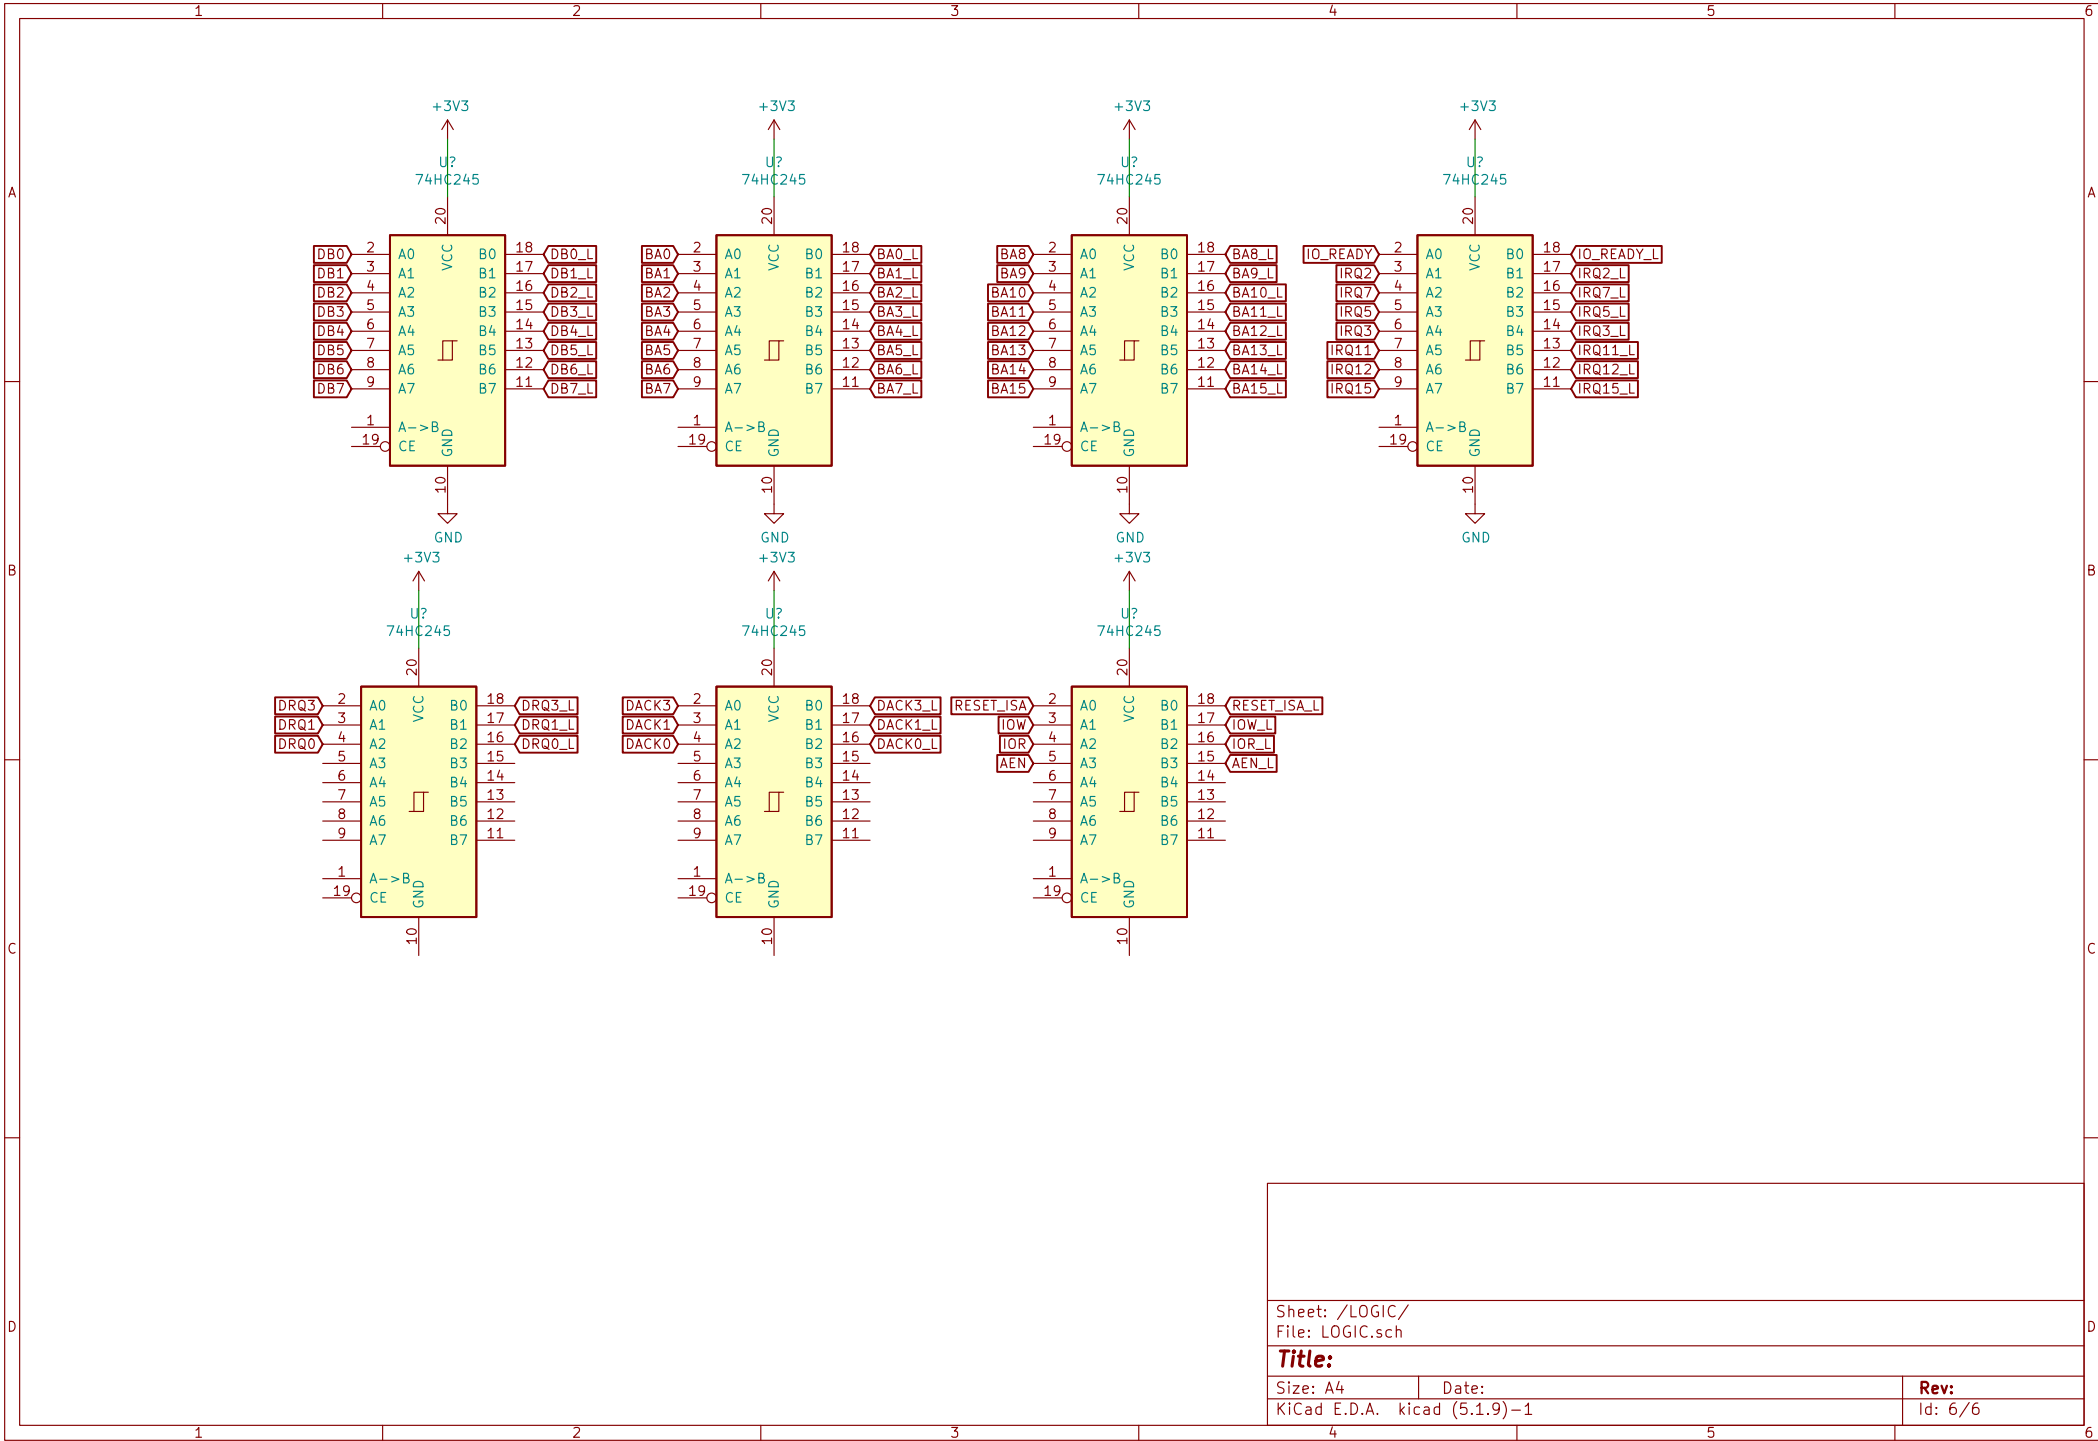 1 2 3 4 5 6
+3V3 +3V3 +3V3 +3V3
U? U? U? U?
A 74HC245 74HC245 74HC245 74HC245 A
20 20 20 20
DB0 2 A0 VCC B0 18 DB0_L BA0 2 A0 VCC B0 18 BA0_L BA8 2 A0 VCC B0 18 BA8_L IO_READY 2 A0 VCC B0 18 IO_READY_L
DB1 3 A1 B1 17 DB1_L BA1 3 A1 B1 17 BA1_L BA9 3 A1 B1 17 BA9_L IRQ2 3 A1 B1 17 IRQ2_L
DB2 4 A2 B2 16 DB2_L BA2 4 A2 B2 16 BA2_L BA10 4 A2 B2 16 BA10_L IRQ7 4 A2 B2 16 IRQ7_L
DB3 5 A3 B3 15 DB3_L BA3 5 A3 B3 15 BA3_L BA11 5 A3 B3 15 BA11_L IRQ5 5 A3 B3 15 IRQ5_L
DB4 6 A4 B4 14 DB4_L BA4 6 A4 B4 14 BA4_L BA12 6 A4 B4 14 BA12_L IRQ3 6 A4 B4 14 IRQ3_L
DB5 7 A5 B5 13 DB5_L BA5 7 A5 B5 13 BA5_L BA13 7 A5 B5 13 BA13_L IRQ11 7 A5 B5 13 IRQ11_L
DB6 8 A6 B6 12 DB6_L BA6 8 A6 B6 12 BA6_L BA14 8 A6 B6 12 BA14_L IRQ12 8 A6 B6 12 IRQ12_L
DB7 9 A7 B7 11 DB7_L BA7 9 A7 B7 11 BA7_L BA15 9 A7 B7 11 BA15_L IRQ15 9 A7 B7 11 IRQ15_L
1 A->B 1 A->B 1 A->B 1 A->B
19 CE GND 19 CE GND 19 CE GND 19 CE GND
10 10 10 10
GND GND GND GND
+3V3 +3V3 +3V3
B B
U? U? U?
74HC245 74HC245 74HC245
20 20 20
DRQ3 2 A0 VCC B0 18 DRQ3_L DACK3 2 A0 VCC B0 18 DACK3_L RESET_ISA 2 A0 VCC B0 18 RESET_ISA_L
DRQ1 3 A1 B1 17 DRQ1_L DACK1 3 A1 B1 17 DACK1_L IOW 3 A1 B1 17 IOW_L
DRQ0 4 A2 B2 16 DRQ0_L DACK0 4 A2 B2 16 DACK0_L IOR 4 A2 B2 16 IOR_L
5 A3 B3 15 5 A3 B3 15 AEN 5 A3 B3 15 AEN_L
6 A4 B4 14 6 A4 B4 14 6 A4 B4 14
7 A5 B5 13 7 A5 B5 13 7 A5 B5 13
8 A6 B6 12 8 A6 B6 12 8 A6 B6 12
9 A7 B7 11 9 A7 B7 11 9 A7 B7 11
1 A->B 1 A->B 1 A->B
19 CE GND 19 CE GND 19 CE GND
C 10 10 10 C
Sheet: /LOGIC/
D D
File: LOGIC.sch
Title:
Size: A4 Date: Rev:
KiCad E.D.A. kicad (5.1.9)-1 Id: 6/6
1 2 3 4 5 6